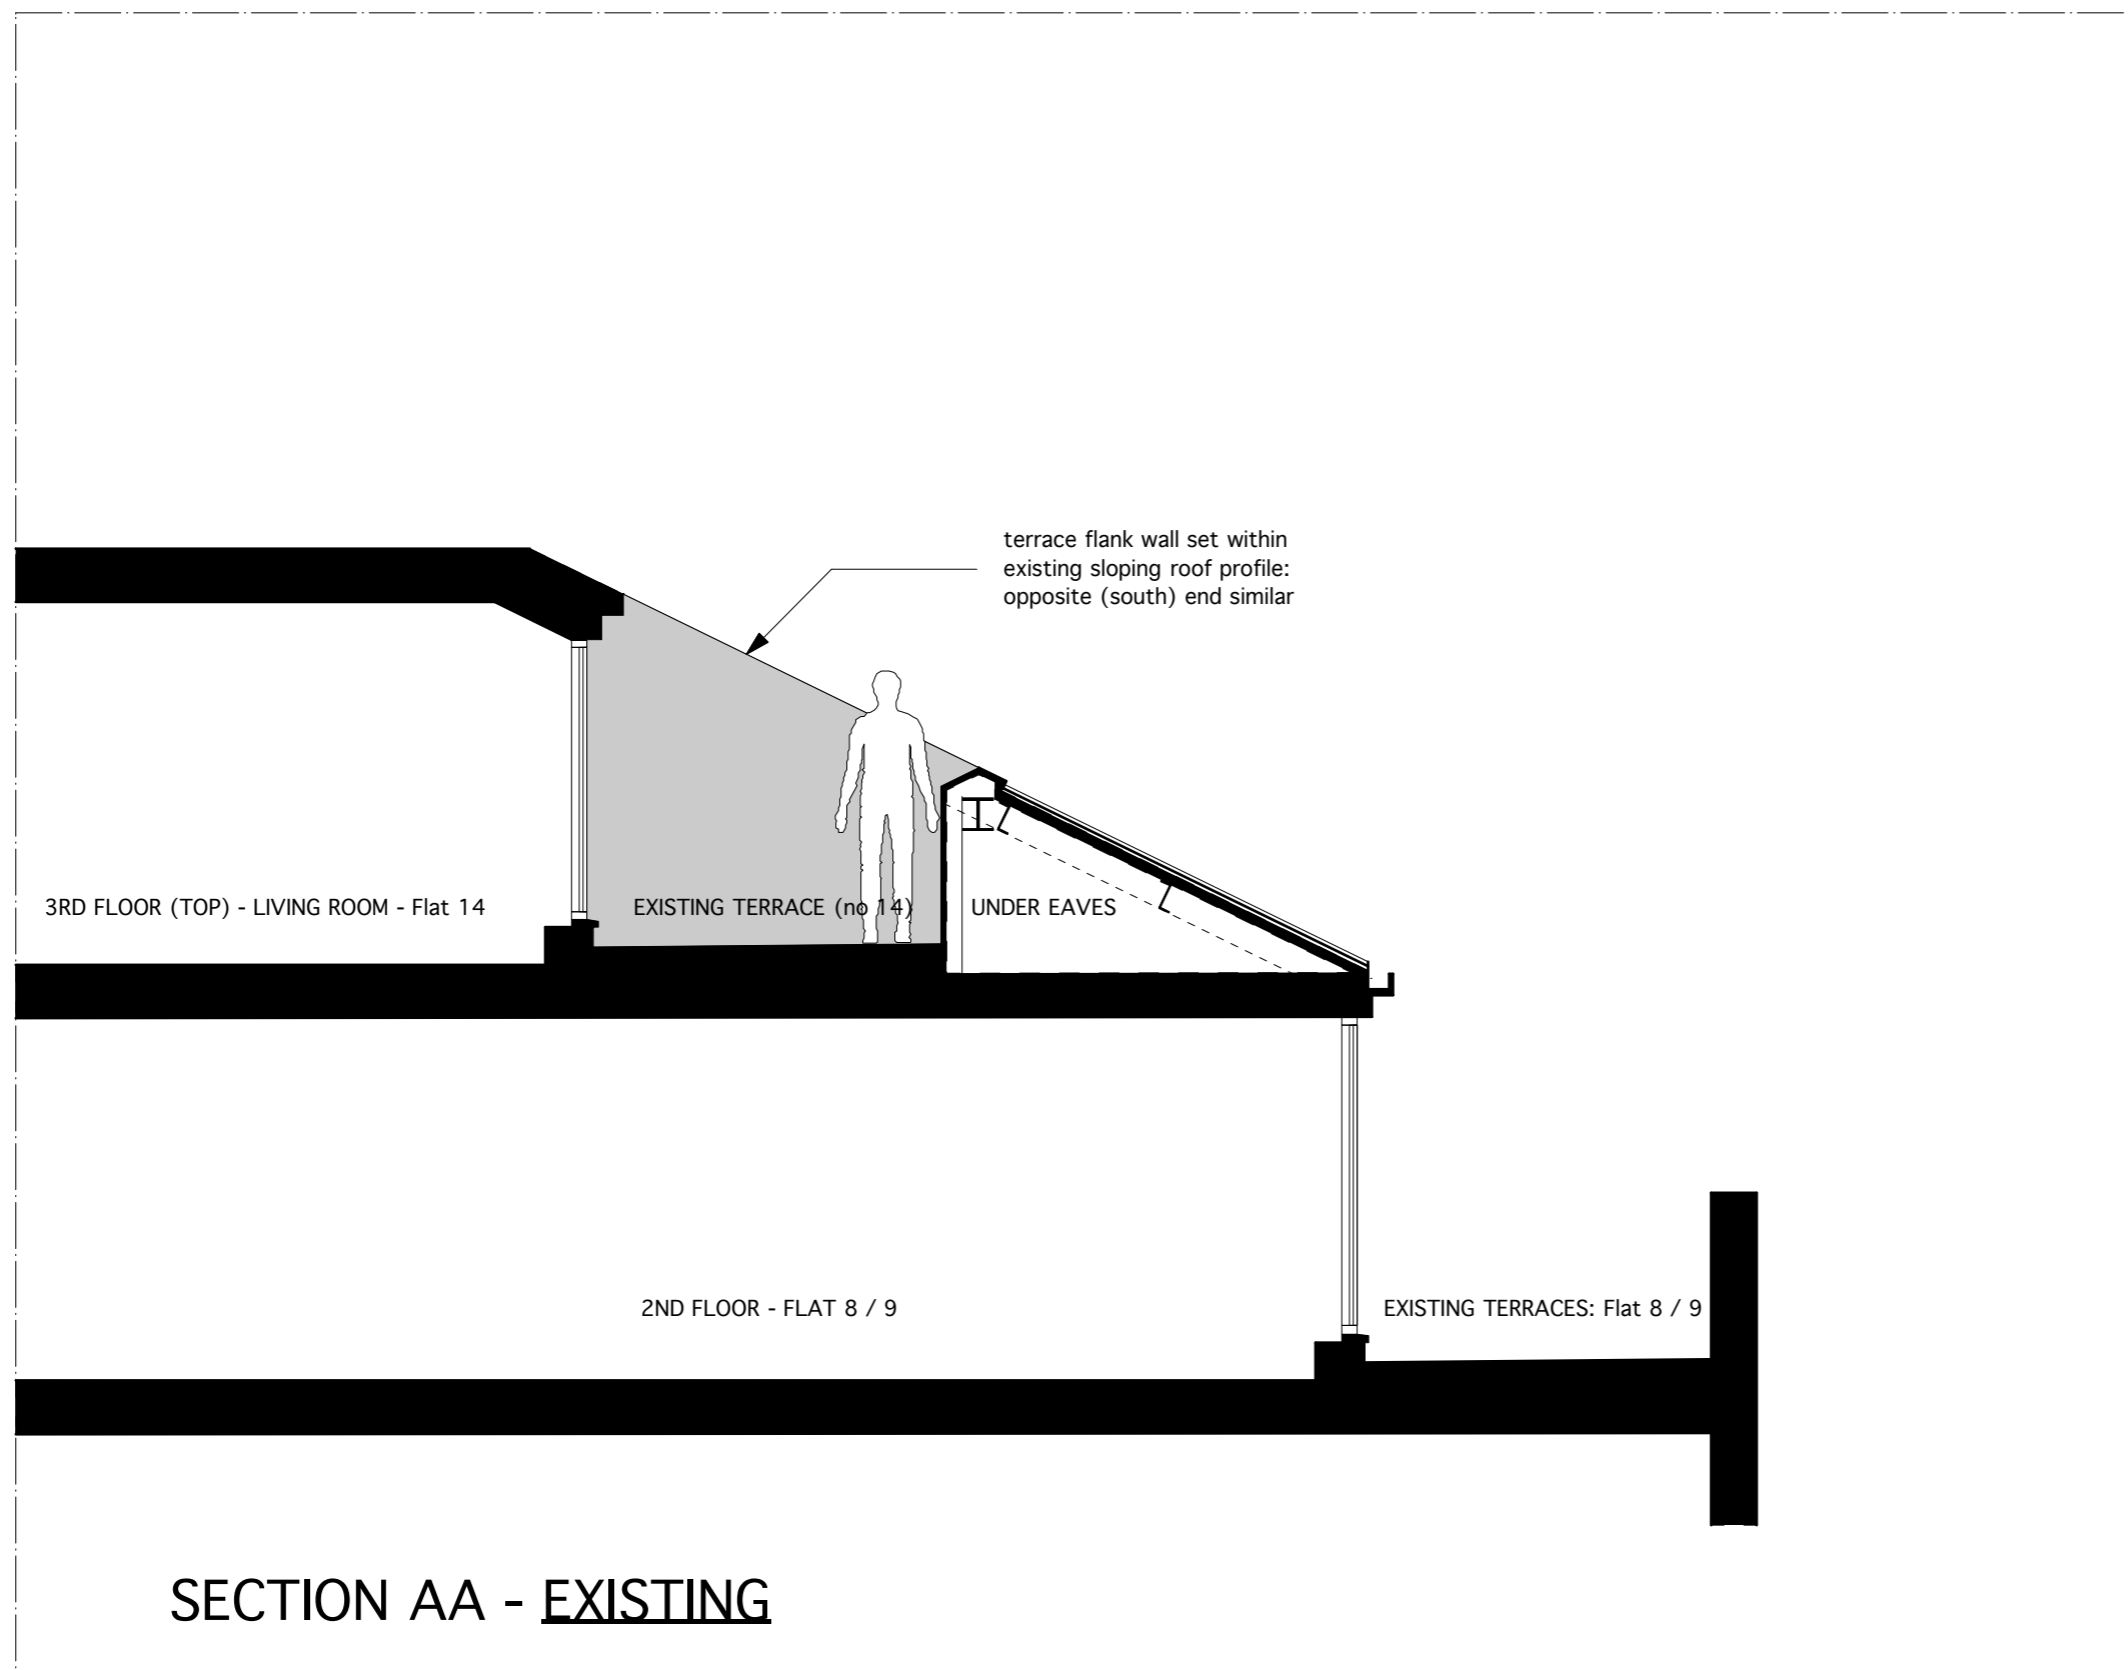 terrace flank wall set within
existing sloping roof profile:
opposite (south) end similar
3RD FLOOR (TOP) - LIVING ROOM - Flat 14
EXISTING TERRACE (no 14)
UNDER EAVES
2ND FLOOR - FLAT 8 / 9
EXISTING TERRACES: Flat 8 / 9
SECTION AA - EXISTING